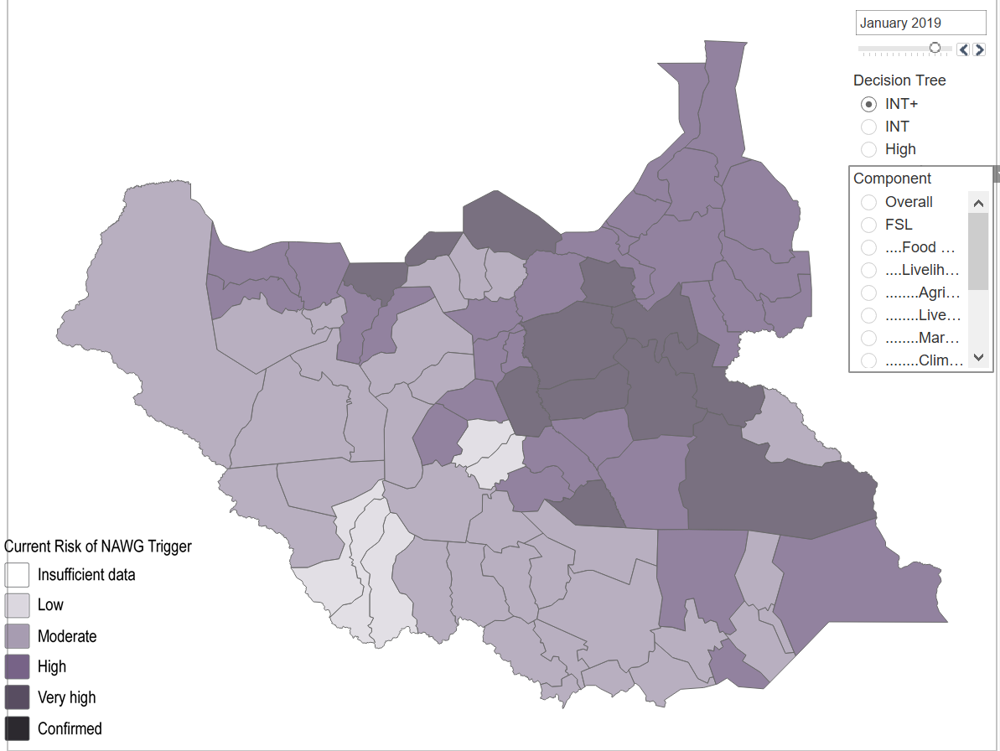 January 2019
Decision Tree
INT+
INT
High
Component
Overall
FSL
....Food ...
....Livelih...
........Agri...
........Live...
........Mar...
........Clim...
Current Risk of NAWG Trigger
Insufficient data
Low
Moderate
High
Very high
Confirmed